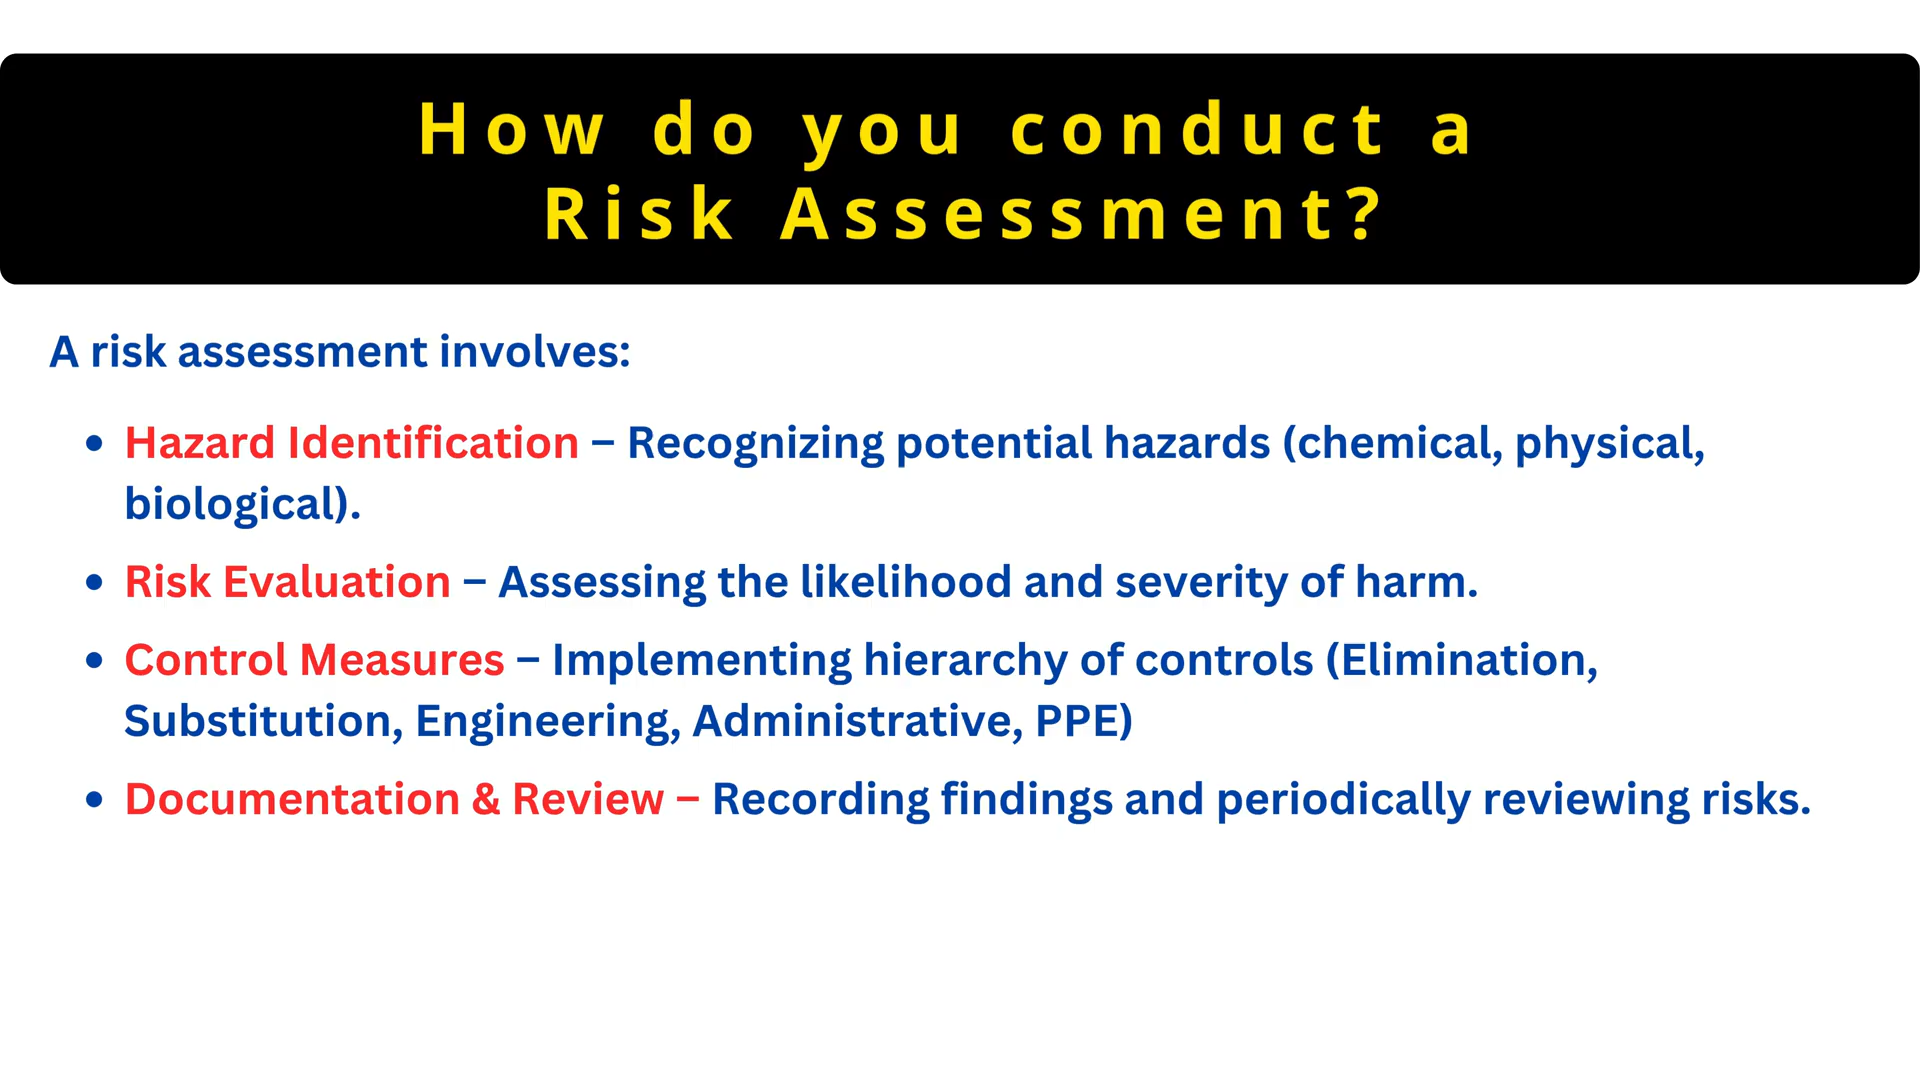 How do you conduct a
Risk Assessment?
A risk assessment involves:
• Hazard Identification – Recognizing potential hazards (chemical, physical,
biological).
• Risk Evaluation – Assessing the likelihood and severity of harm.
• Control Measures – Implementing hierarchy of controls (Elimination,
Substitution, Engineering, Administrative, PPE)
• Documentation & Review – Recording findings and periodically reviewing risks.